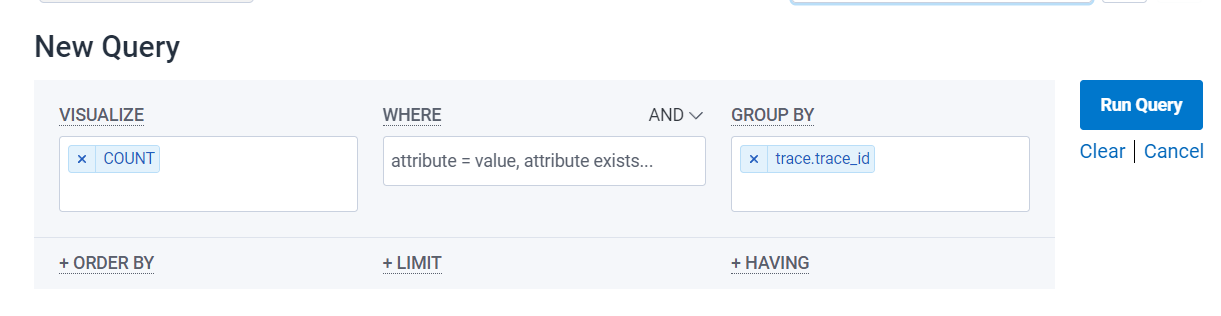 New Query
VISUALIZE
WHERE
AND
GROUP BY
× COUNT
attribute = value, attribute exists...
× trace.trace_id
+ ORDER BY
+ LIMIT
+ HAVING
Run Query
Clear | Cancel